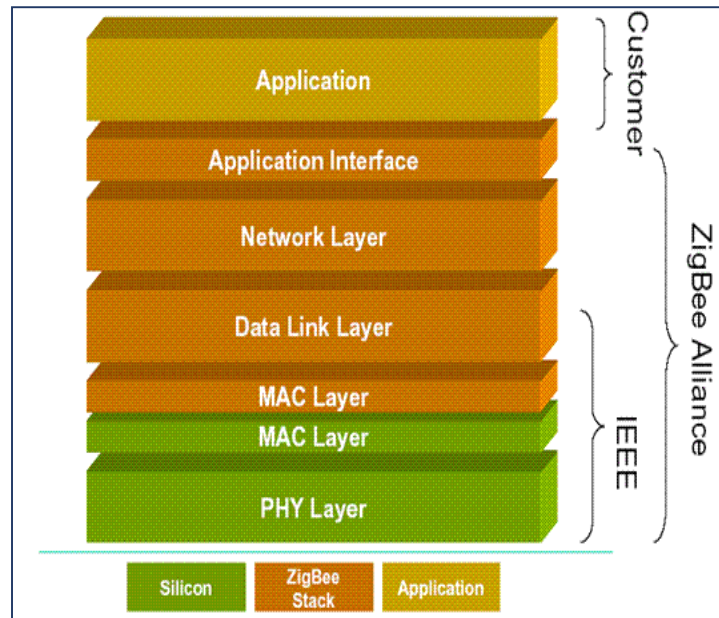 Application
Application Interface
Network Layer
Data Link Layer
MAC Layer
MAC Layer
PHY Layer
Customer
ZigBee Alliance
IEEE
Silicon
ZigBee
Stack
Application